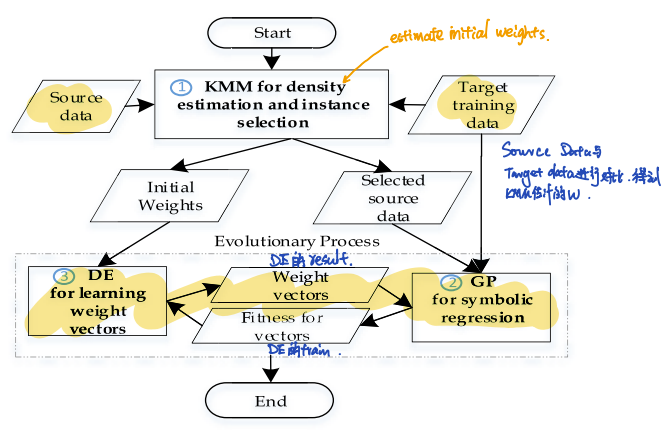 Start
estimate initial weights.
① KMM for density
estimation and instance
selection
Source
data
Target
training
data
Source Data与
Target data进行对比.得到
KMM估计的W.
Initial
Weights
Selected
source
data
Evolutionary Process
DE的result.
③ DE
for learning
weight
vectors
Weight
vectors
② GP
for symbolic
regression
Fitness for
vectors
DE的train.
End